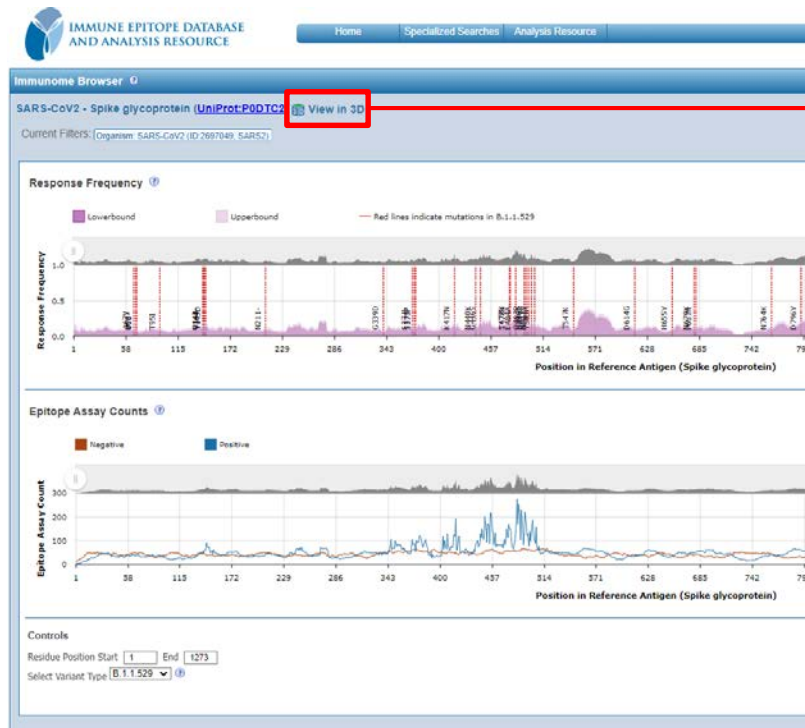 IMMUNE EPITOPE DATABASE
AND ANALYSIS RESOURCE
Home Specialized Searches Analysis Resource
Immunome Browser
SARS-CoV2 - Spike glycoprotein (UniProt:P0DTC2 View in 3D
Current Filters: Organism: SARS-CoV2 (ID:2697049, SARS2)
Response Frequency
Lowerbound Upperbound Red lines indicate mutations in B.1.1.529
Response Frequency
1.0
0.5
0.0
T95I N211- G339D K417N T547K D614G H655Y N764K D796Y
1 58 115 172 229 286 343 400 457 514 571 628 685 742
Position in Reference Antigen (Spike glycoprotein)
Epitope Assay Counts
Negative Positive
Epitope Assay Count
300
200
100
0
1 58 115 172 229 286 343 400 457 514 571 628 685 742
Position in Reference Antigen (Spike glycoprotein)
Controls
Residue Position Start 1 End 1273
Select Variant Type B.1.1.529